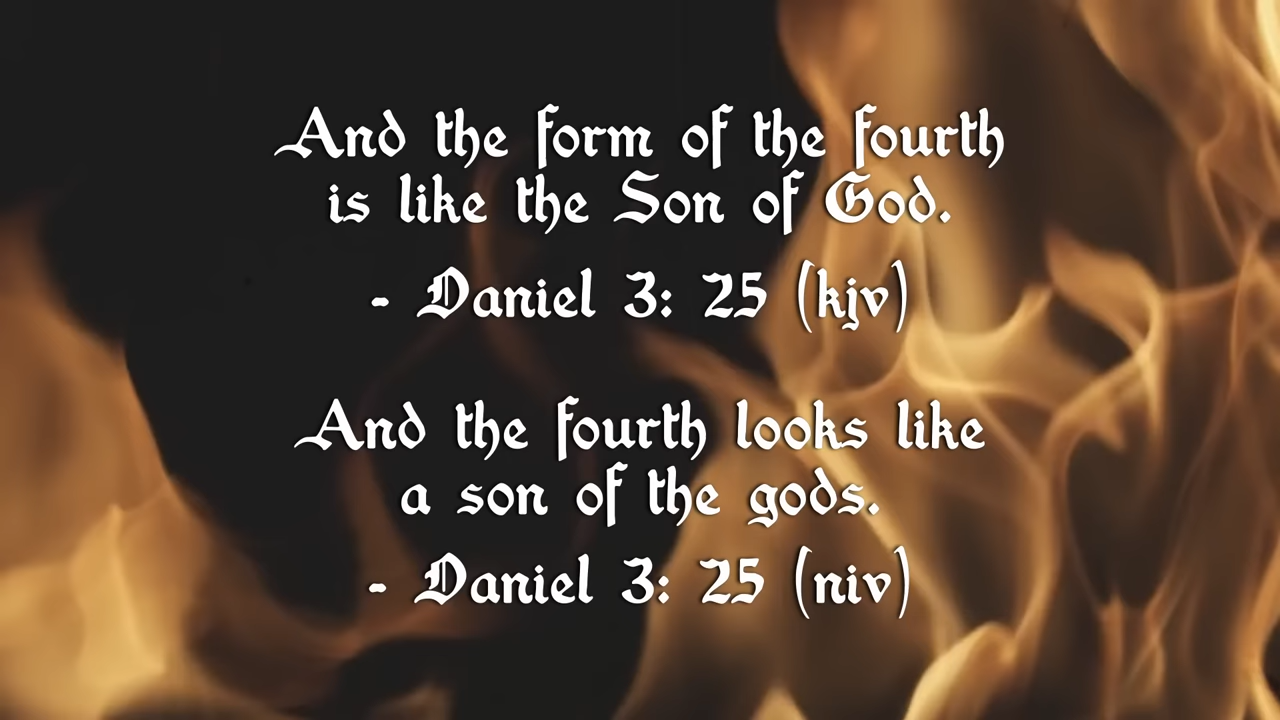 And the form of the fourth
is like the Son of God.
- Daniel 3: 25 (kjv)
And the fourth looks like
a son of the gods.
- Daniel 3: 25 (niv)